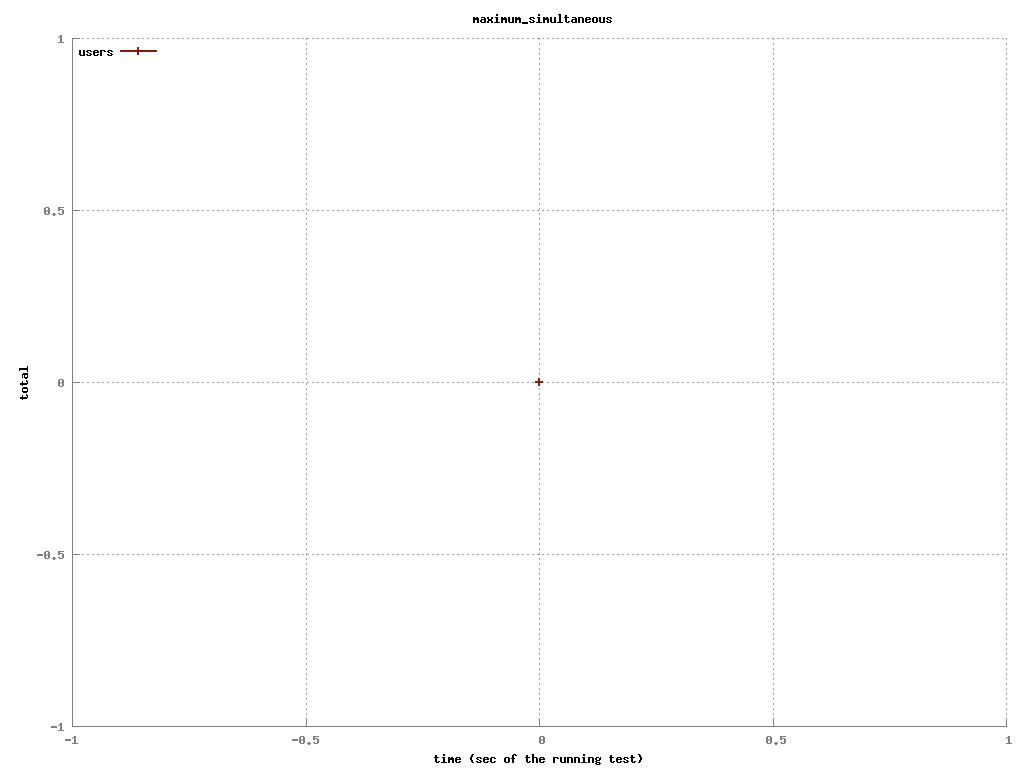 maximum_simultaneous
1
users
0.5
total
0
-0.5
-1
-1 -0.5 0 0.5 1
time (sec of the running test)